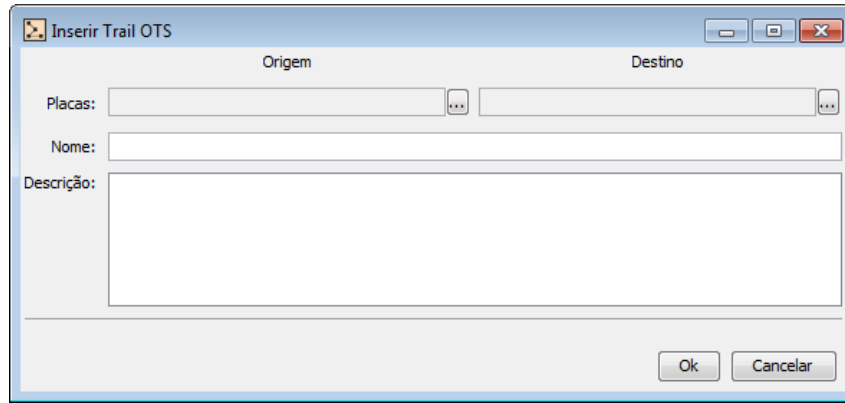 Inserir Trail OTS
Origem Destino
Placas: ... ...
Nome:
Descrição:
Ok Cancelar